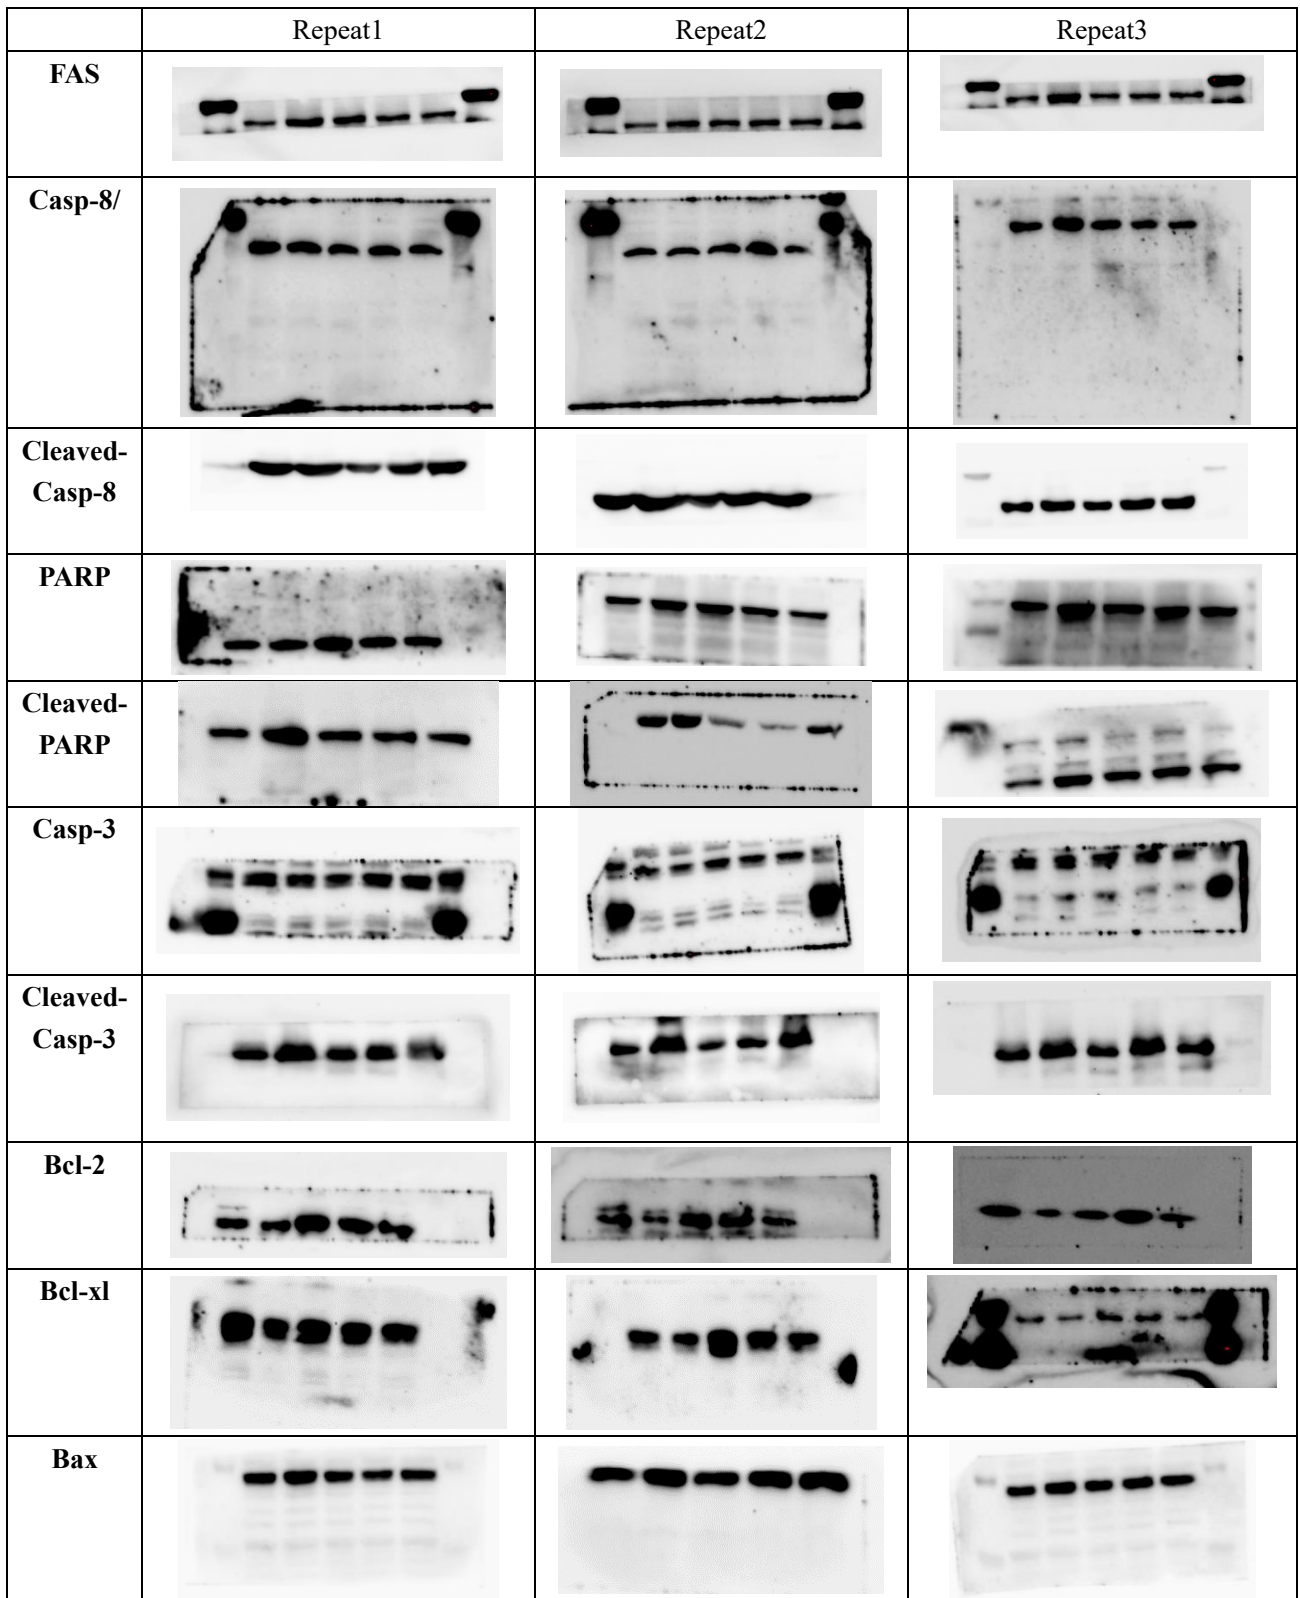 Repeat1 Repeat2 Repeat3
FAS
Casp-8/
Cleaved-
Casp-8
PARP
Cleaved-
PARP
Casp-3
Cleaved-
Casp-3
Bcl-2
Bcl-xl
Bax